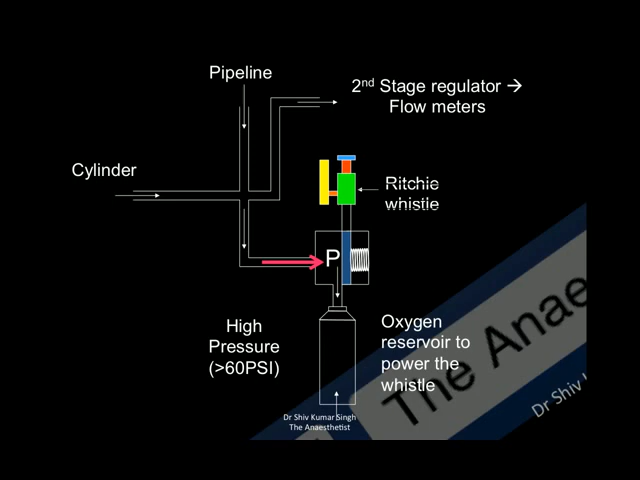 Pipeline
2nd Stage regulator →
Flow meters
Cylinder
Ritchie
whistle
P
High
Pressure
(>60PSI)
Oxygen
reservoir to
power the
whistle
Dr Shiv Kumar Singh
The Anaesthetist
The Anae
Dr Shiv